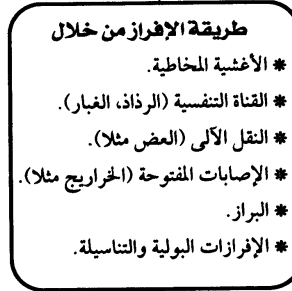 طريقة الإفراز من خلال
* الأغشية المخاطية.
* القناة التنفسية (الرذاذ، الغبار).
* النقل الآلى (العض مثلا).
* الإصابات المفتوحة (الخراريج مثلا).
* البراز.
* الإفرازات البولية والتناسيلة.